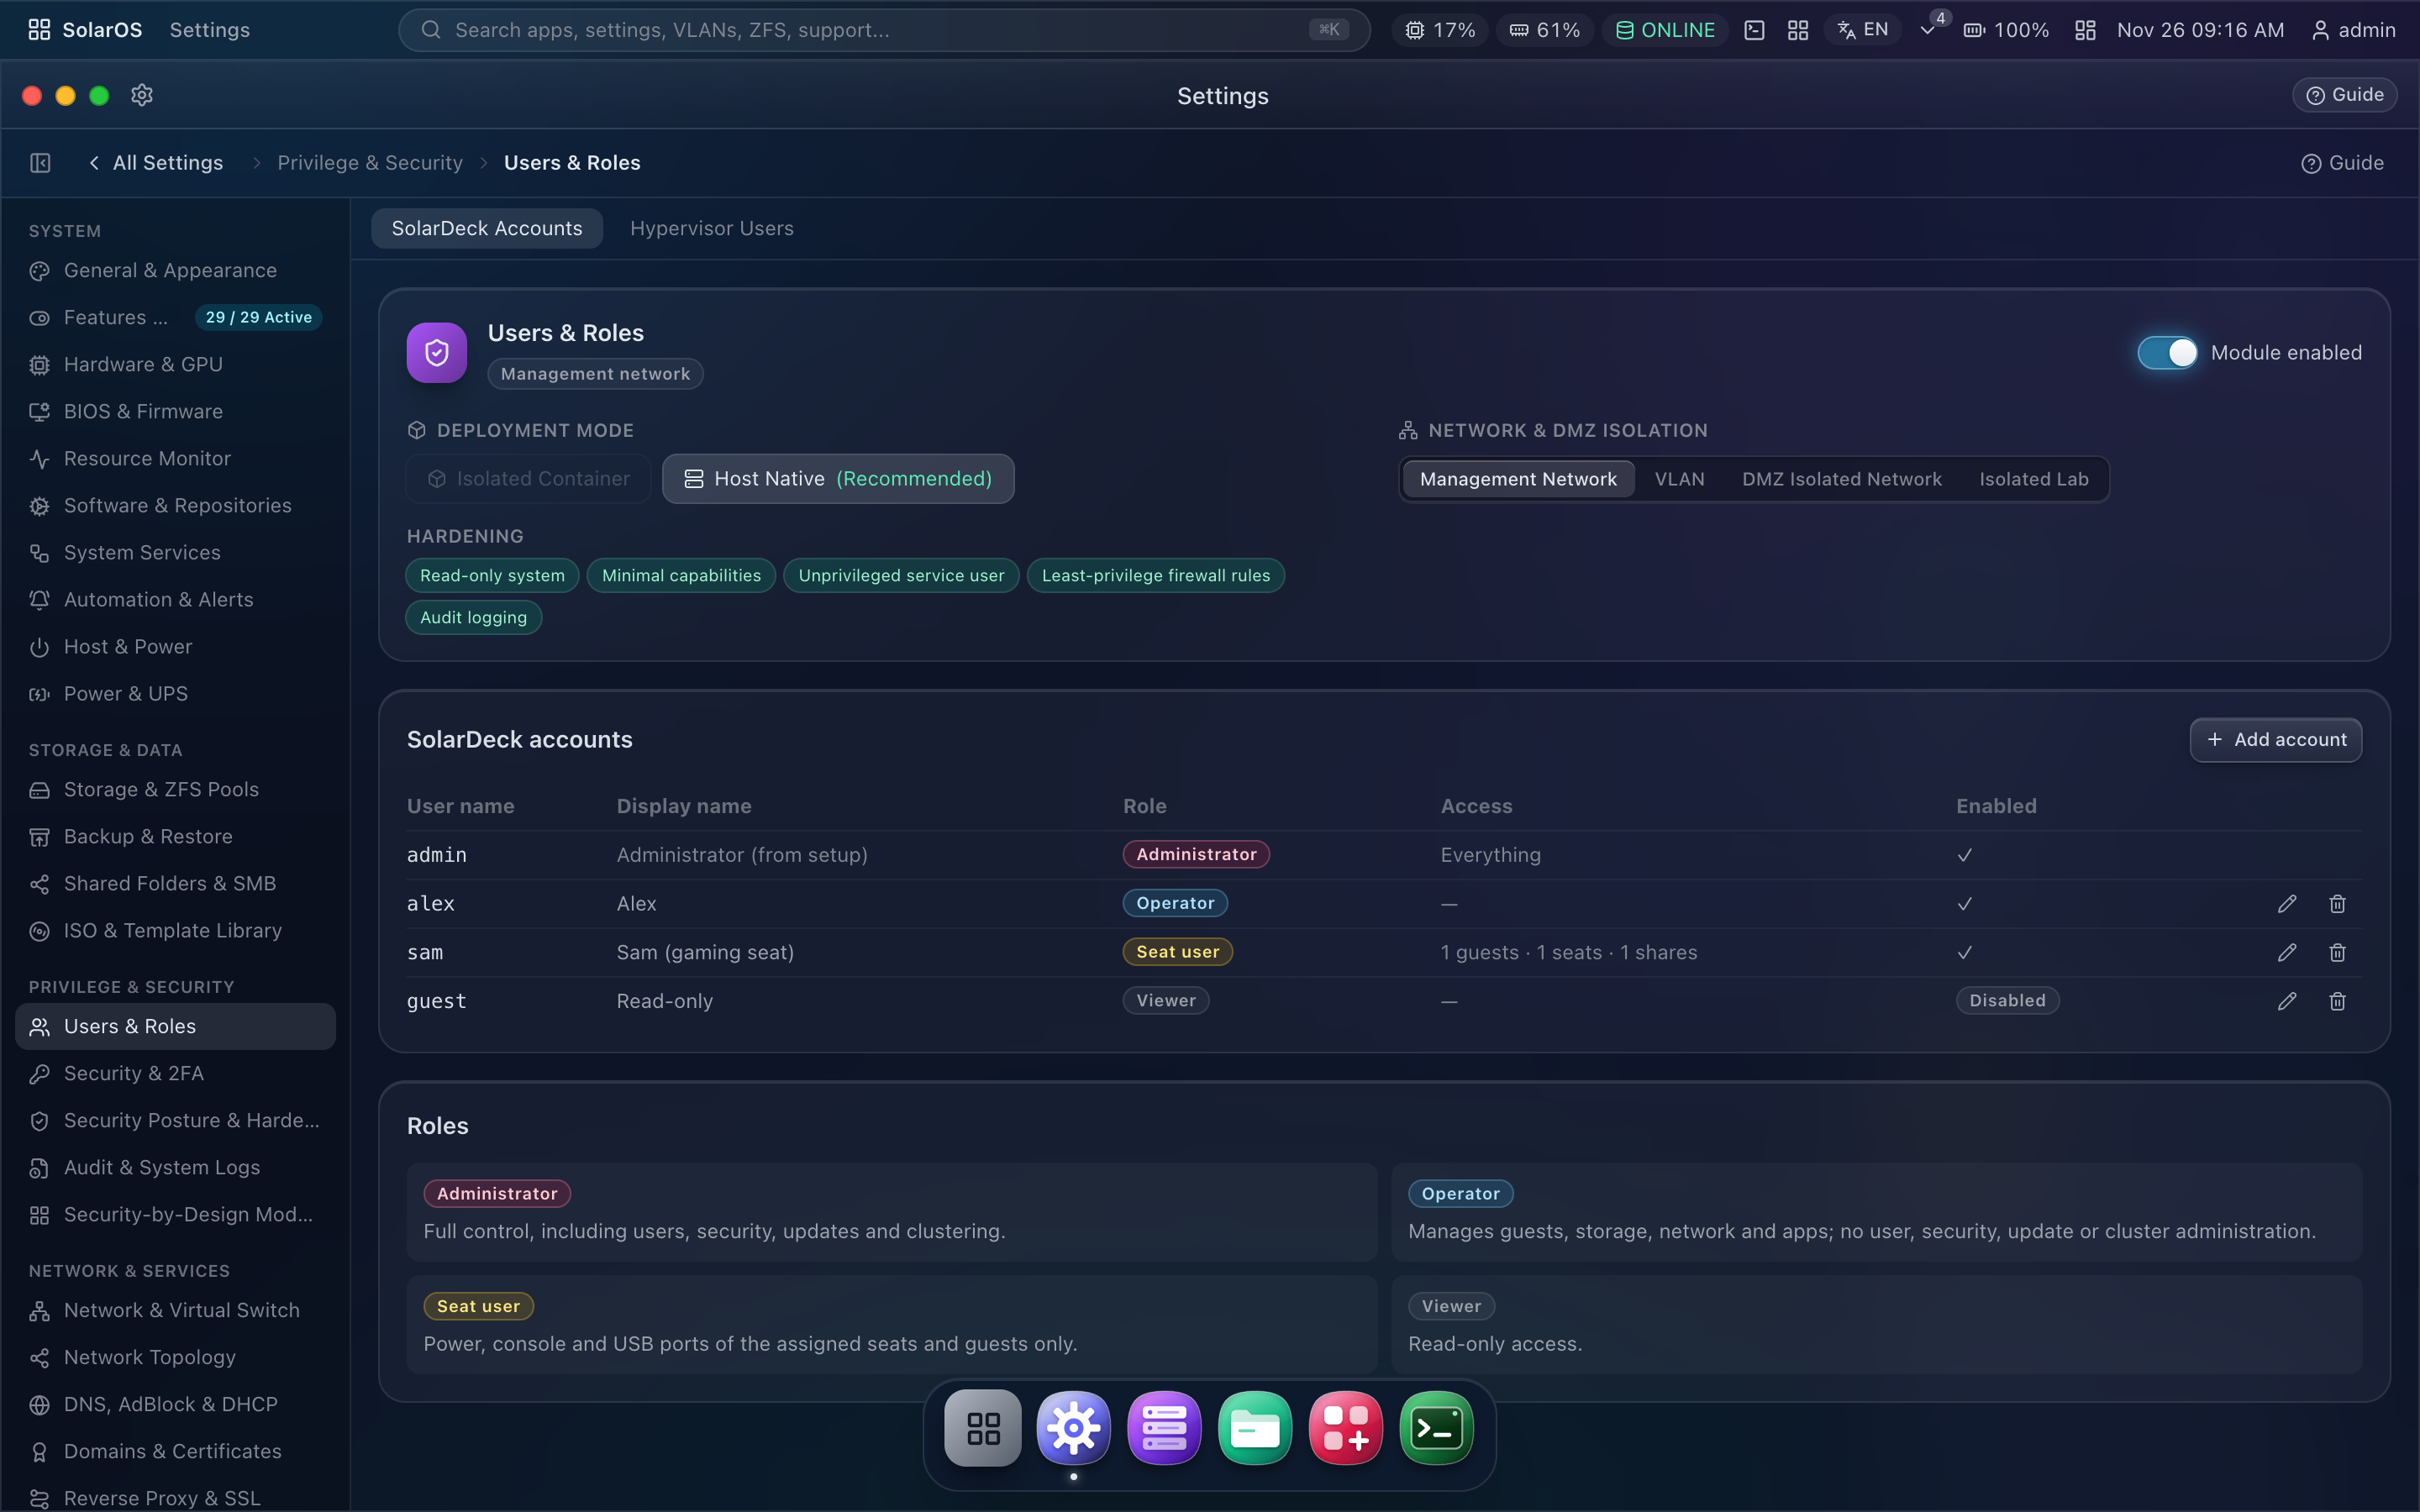 SolarOS Settings
Search apps, settings, VLANs, ZFS, support... ⌘K
17% 61% ONLINE EN 4 100% Nov 26 09:16 AM admin
Settings
Guide
All Settings Privilege & Security Users & Roles
Guide
SYSTEM
General & Appearance
Features ... 29 / 29 Active
Hardware & GPU
BIOS & Firmware
Resource Monitor
Software & Repositories
System Services
Automation & Alerts
Host & Power
Power & UPS
STORAGE & DATA
Storage & ZFS Pools
Backup & Restore
Shared Folders & SMB
ISO & Template Library
PRIVILEGE & SECURITY
Users & Roles
Security & 2FA
Security Posture & Harde...
Audit & System Logs
Security-by-Design Mod...
NETWORK & SERVICES
Network & Virtual Switch
Network Topology
DNS, AdBlock & DHCP
Domains & Certificates
Reverse Proxy & SSL
SolarDeck Accounts Hypervisor Users
Users & Roles
Management network
Module enabled
DEPLOYMENT MODE
Isolated Container Host Native (Recommended)
NETWORK & DMZ ISOLATION
Management Network VLAN DMZ Isolated Network Isolated Lab
HARDENING
Read-only system Minimal capabilities Unprivileged service user Least-privilege firewall rules
Audit logging
SolarDeck accounts
Add account
User name Display name Role Access Enabled
admin Administrator (from setup) Administrator Everything
alex Alex Operator —
sam Sam (gaming seat) Seat user 1 guests · 1 seats · 1 shares
guest Read-only Viewer — Disabled
Roles
Administrator
Full control, including users, security, updates and clustering.
Operator
Manages guests, storage, network and apps; no user, security, update or cluster administration.
Seat user
Power, console and USB ports of the assigned seats and guests only.
Viewer
Read-only access.